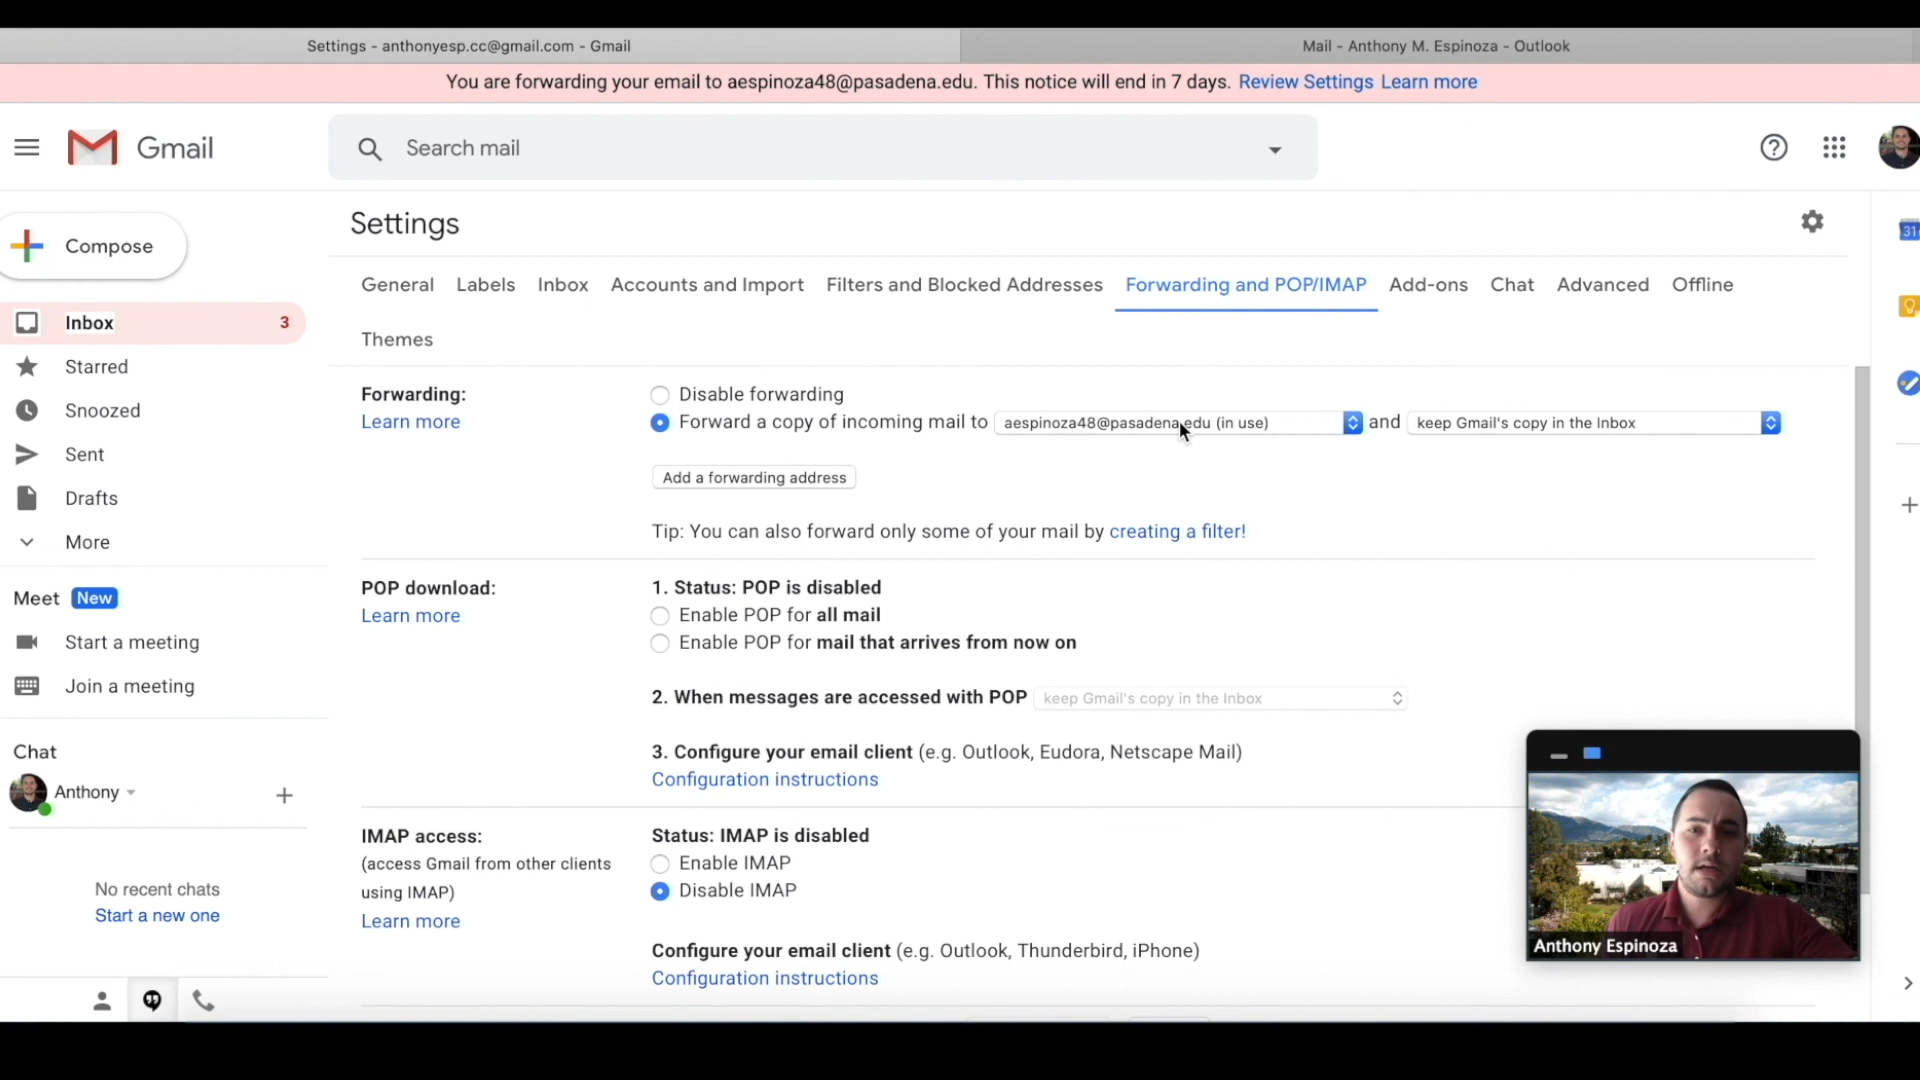 Settings - anthonyesp.cc@gmail.com - Gmail
Mail - Anthony M. Espinoza - Outlook
You are forwarding your email to aespinoza48@pasadena.edu. This notice will end in 7 days. Review Settings Learn more
Gmail
Search mail
Compose
Inbox 3
Starred
Snoozed
Sent
Drafts
More
Meet New
Start a meeting
Join a meeting
Chat
Anthony
No recent chats
Start a new one
Settings
General Labels Inbox Accounts and Import Filters and Blocked Addresses Forwarding and POP/IMAP Add-ons Chat Advanced Offline
Themes
Forwarding:
Learn more
Disable forwarding
Forward a copy of incoming mail to aespinoza48@pasadena.edu (in use) and keep Gmail's copy in the Inbox
Add a forwarding address
Tip: You can also forward only some of your mail by creating a filter!
POP download:
Learn more
1. Status: POP is disabled
Enable POP for all mail
Enable POP for mail that arrives from now on
2. When messages are accessed with POP keep Gmail's copy in the Inbox
3. Configure your email client (e.g. Outlook, Eudora, Netscape Mail)
Configuration instructions
IMAP access:
(access Gmail from other clients
using IMAP)
Learn more
Status: IMAP is disabled
Enable IMAP
Disable IMAP
Configure your email client (e.g. Outlook, Thunderbird, iPhone)
Configuration instructions
31
Anthony Espinoza